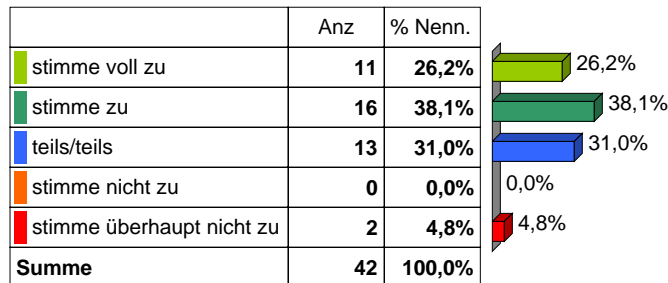 Anz % Nenn.
stimme voll zu 11 26,2% 26,2%
stimme zu 16 38,1% 38,1%
teils/teils 13 31,0% 31,0%
stimme nicht zu 0 0,0% 0,0%
stimme überhaupt nicht zu 2 4,8% 4,8%
Summe 42 100,0%